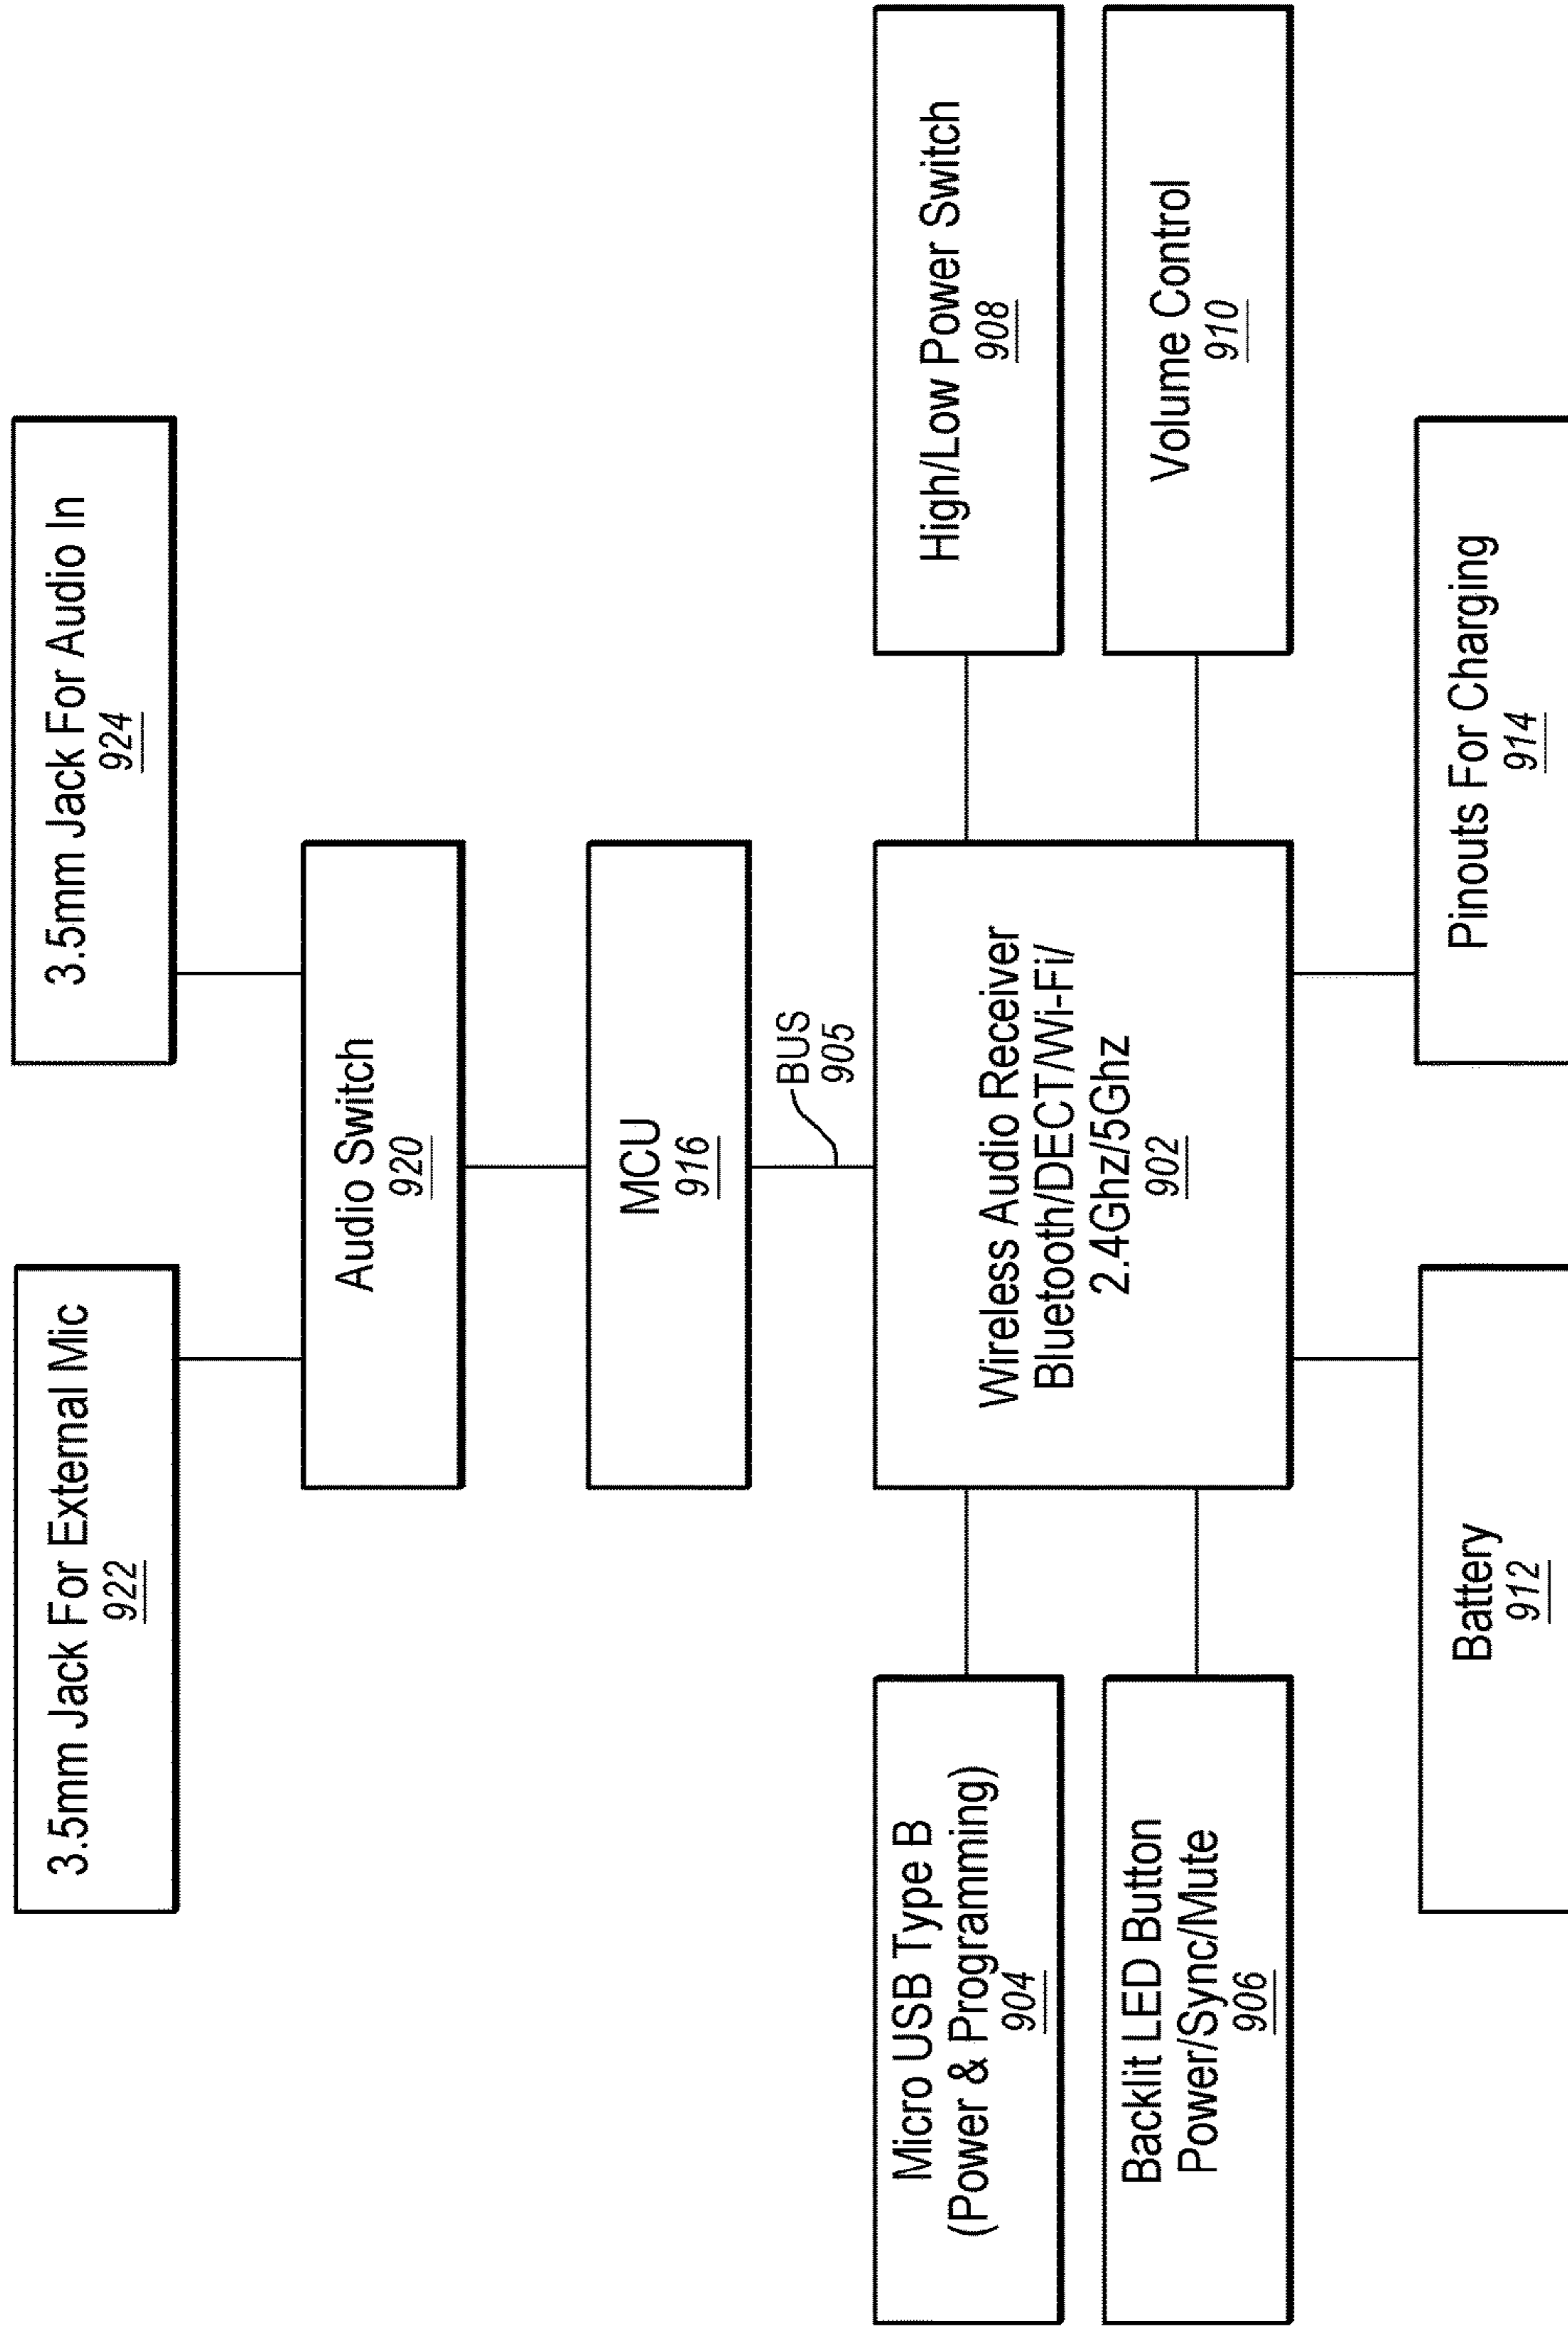 3.5mm Jack For External Mic
922
3.5mm Jack For Audio In
924
Audio Switch
920
MCU
916
BUS
905
Micro USB Type B
(Power & Programming)
904
Wireless Audio Receiver
Bluetooth/DECT/Wi-Fi/
2.4Ghz/5Ghz
902
High/Low Power Switch
908
Backlit LED Button
Power/Sync/Mute
906
Volume Control
910
Battery
912
Pinouts For Charging
914